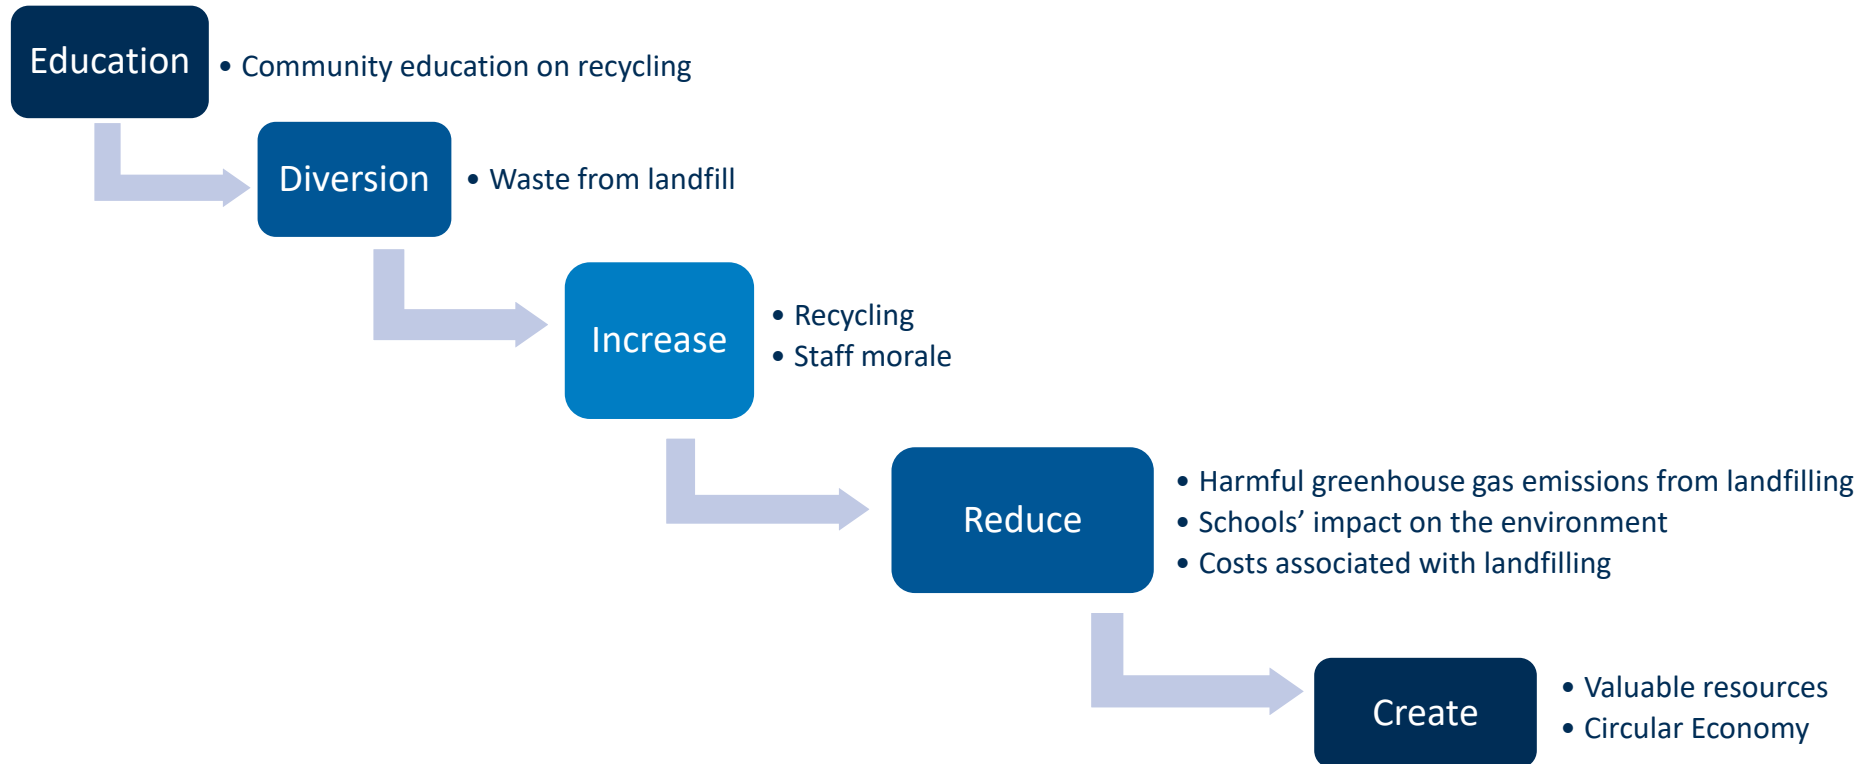 Education
• Community education on recycling
Diversion
• Waste from landfill
Increase
• Recycling
• Staff morale
Reduce
• Harmful greenhouse gas emissions from landfilling
• Schools’ impact on the environment
• Costs associated with landfilling
Create
• Valuable resources
• Circular Economy